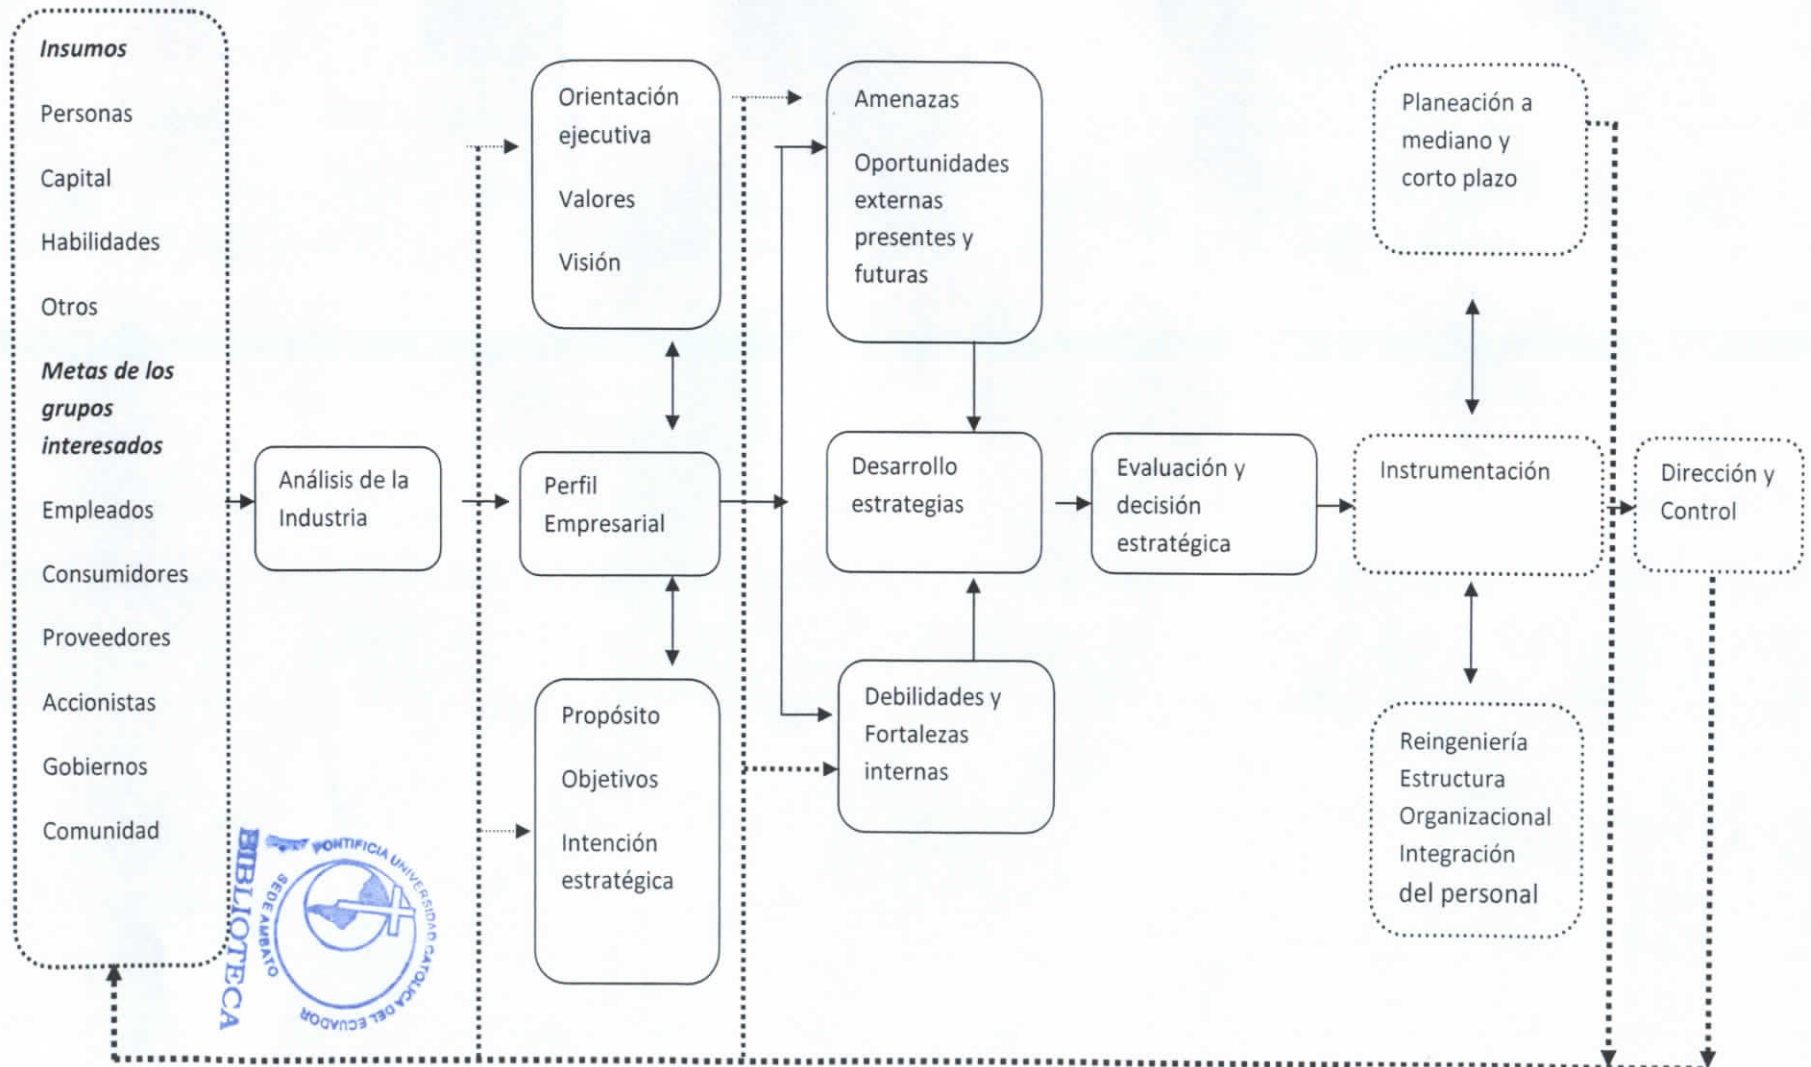 Insumos
Personas
Capital
Habilidades
Otros
Metas de los
grupos
interesados
Empleados
Consumidores
Proveedores
Accionistas
Gobiernos
Comunidad
Análisis de la
Industria
Orientación
ejecutiva
Valores
Visión
Perfil
Empresarial
Propósito
Objetivos
Intención
estratégica
Amenazas
Oportunidades
externas
presentes y
futuras
Desarrollo
estrategias
Debilidades y
Fortalezas
internas
Evaluación y
decisión
estratégica
Planeación a
mediano y
corto plazo
Instrumentación
Reingeniería
Estructura
Organizacional
Integración
del personal
Dirección y
Control
PONTIFICIA UNIVERSIDAD CATOLICA DEL ECUADOR
SEDE AMBATO
BIBLIOTECA